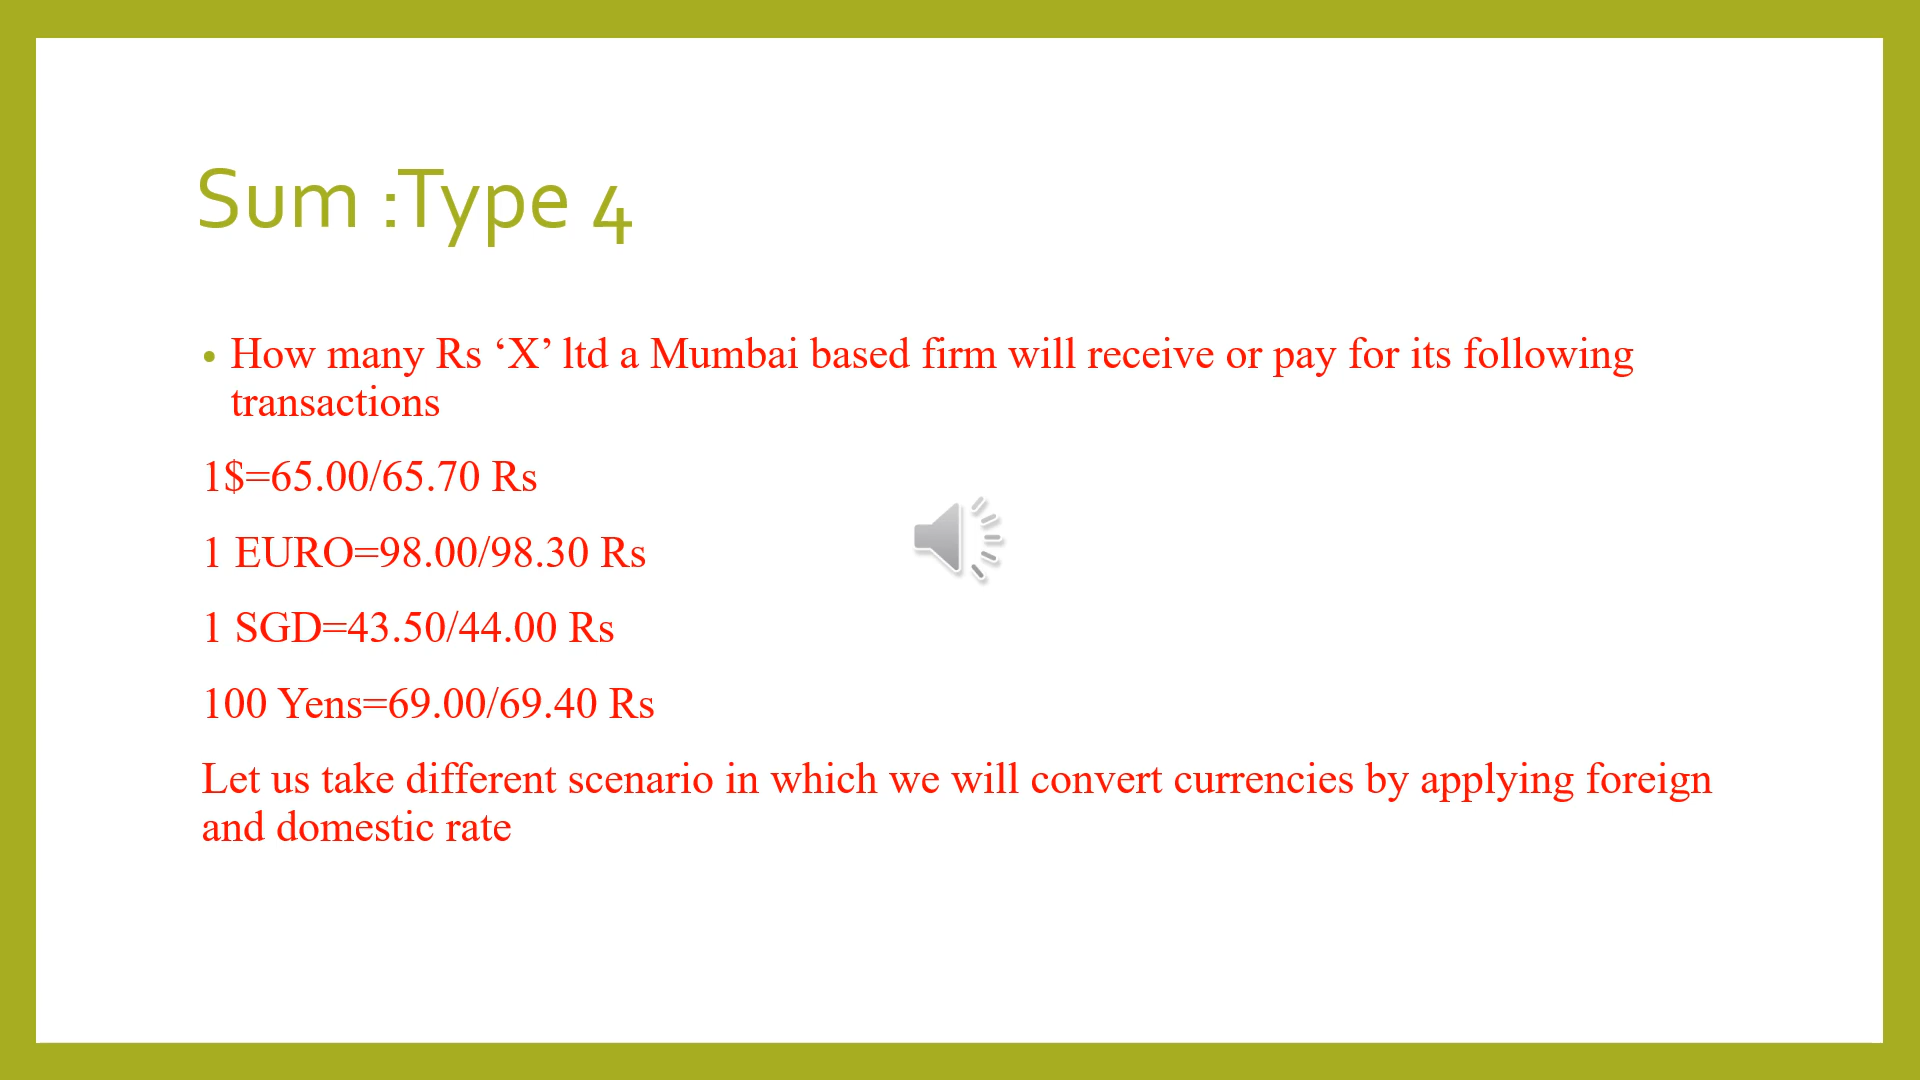 Sum :Type 4
• How many Rs ‘X’ ltd a Mumbai based firm will receive or pay for its following
transactions
1$=65.00/65.70 Rs
1 EURO=98.00/98.30 Rs
1 SGD=43.50/44.00 Rs
100 Yens=69.00/69.40 Rs
Let us take different scenario in which we will convert currencies by applying foreign
and domestic rate